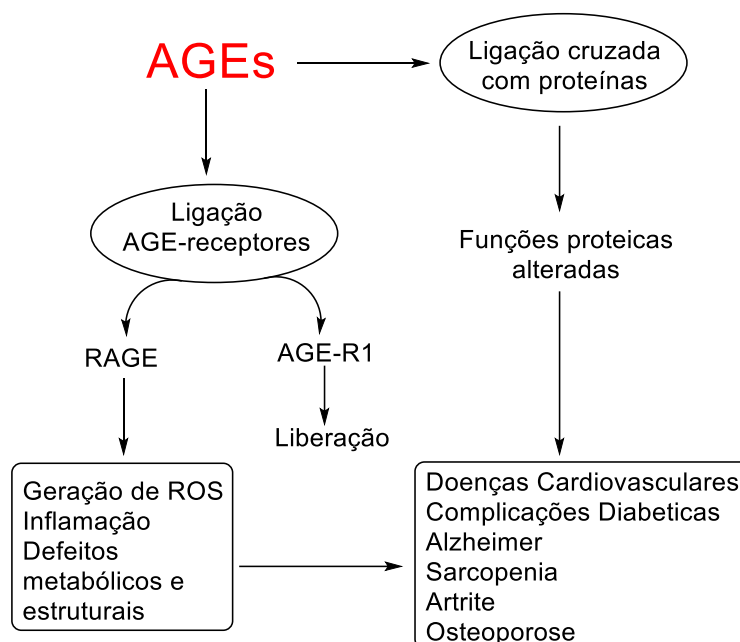 AGEs
Ligação cruzada
com proteínas
Ligação
AGE-receptores
Funções proteicas
alteradas
RAGE
AGE-R1
Liberação
Geração de ROS
Inflamação
Defeitos
metabólicos e
estruturais
Doenças Cardiovasculares
Complicações Diabeticas
Alzheimer
Sarcopenia
Artrite
Osteoporose